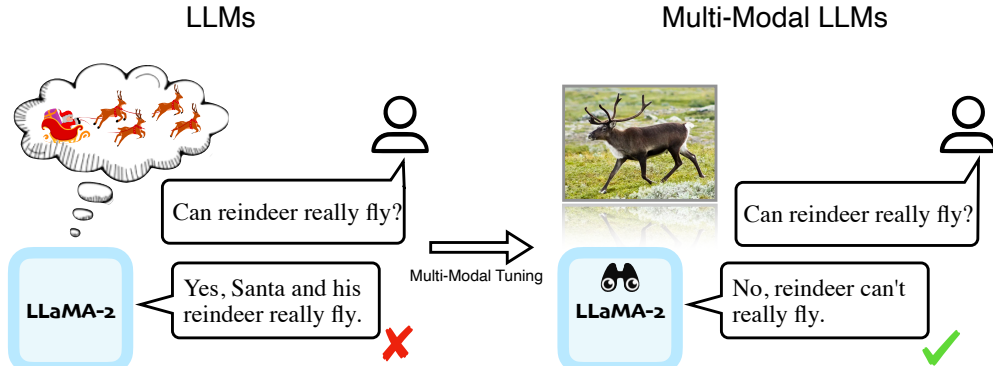 LLMs
Multi-Modal LLMs
Can reindeer really fly?
Can reindeer really fly?
Multi-Modal Tuning
LLaMA-2
Yes, Santa and his
reindeer really fly.
LLaMA-2
No, reindeer can't
really fly.